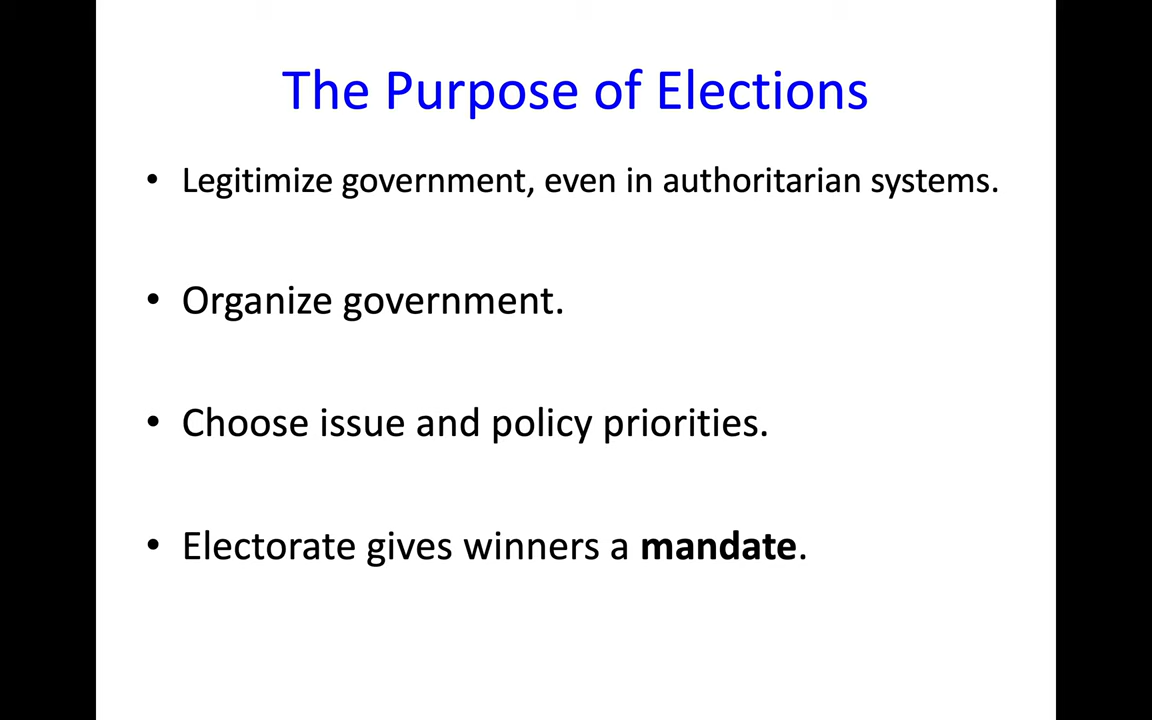 The Purpose of Elections
• Legitimize government, even in authoritarian systems.
• Organize government.
• Choose issue and policy priorities.
• Electorate gives winners a mandate.